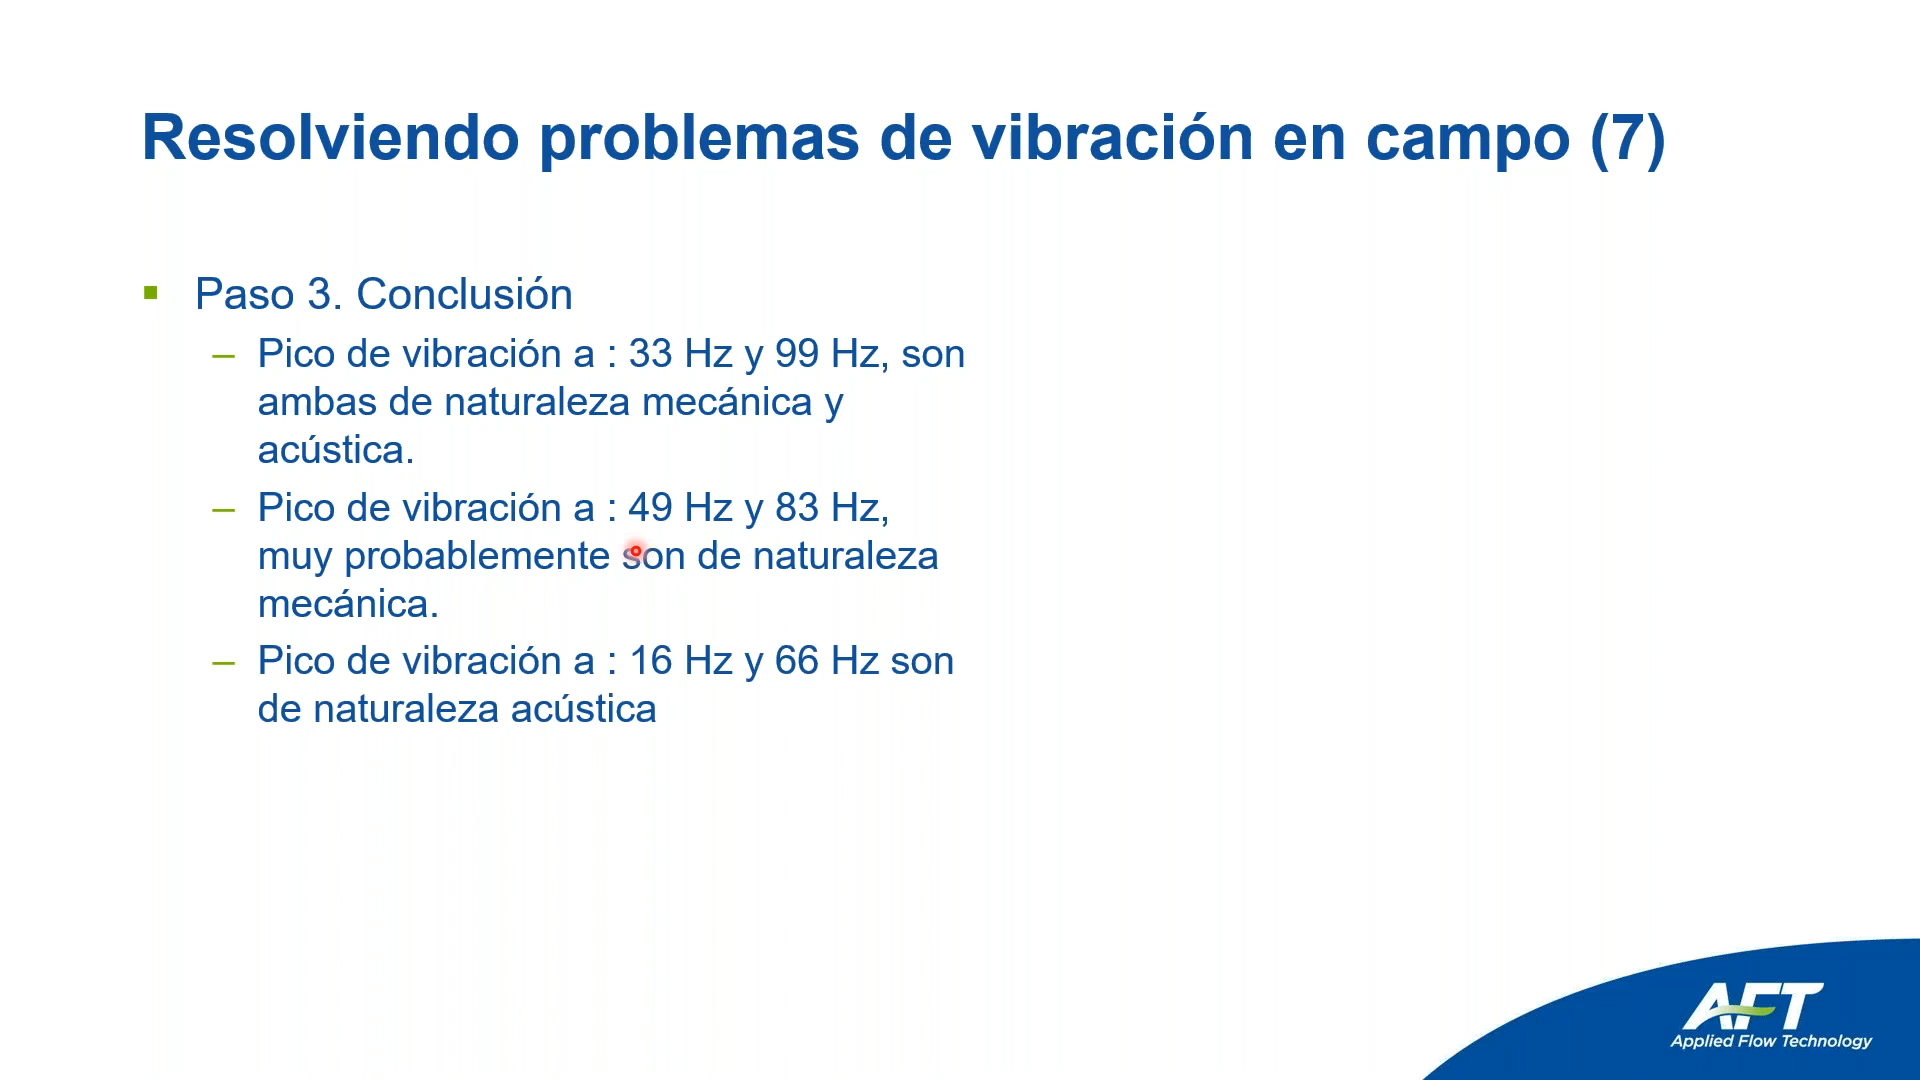 Resolviendo problemas de vibración en campo (7)
▪ Paso 3. Conclusión
– Pico de vibración a : 33 Hz y 99 Hz, son
ambas de naturaleza mecánica y
acústica.
– Pico de vibración a : 49 Hz y 83 Hz,
muy probablemente son de naturaleza
mecánica.
– Pico de vibración a : 16 Hz y 66 Hz son
de naturaleza acústica
AFT
Applied Flow Technology